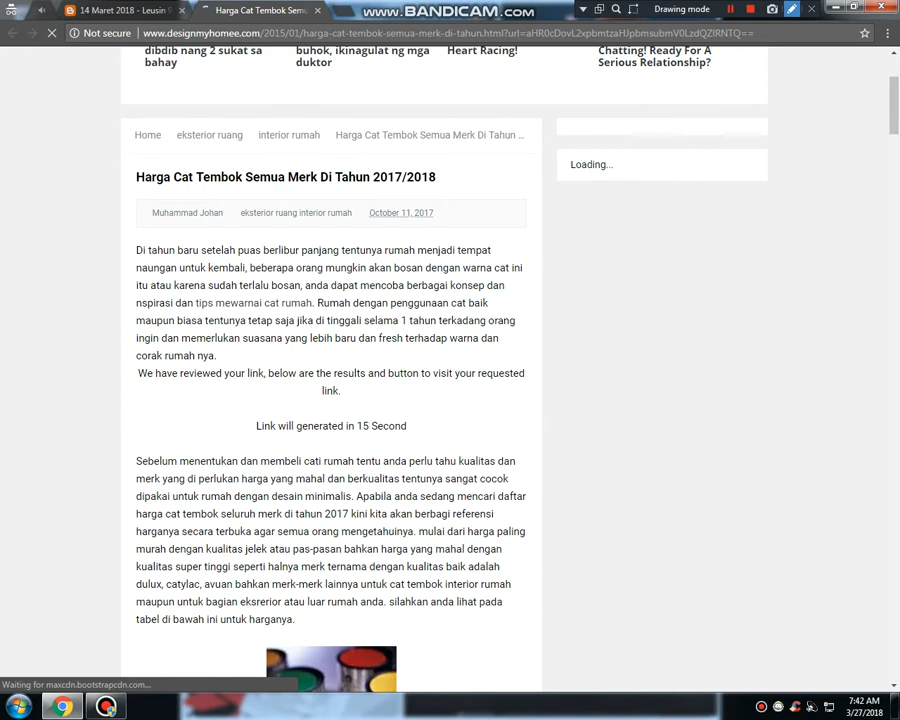 14 Maret 2018 - Leusin 9
Harga Cat Tembok Sem
www.BANDICAM.com
Drawing mode
Not secure
www.designmyhomee.com/2015/01/harga-cat-tembok-semua-merk-di-tahun.html?url=aHR0cDovL2xpbmtzaHJpbmsubmV0LzdQZlRNTQ==
dibdib nang 2 sukat sa
bahay
buhok, ikinagulat ng mga
duktor
Heart Racing!
Chatting! Ready For A
Serious Relationship?
Home
eksterior ruang
interior rumah
Harga Cat Tembok Semua Merk Di Tahun ...
Loading...
Harga Cat Tembok Semua Merk Di Tahun 2017/2018
Muhammad Johan
eksterior ruang interior rumah
October 11, 2017
Di tahun baru setelah puas berlibur panjang tentunya rumah menjadi tempat
naungan untuk kembali, beberapa orang mungkin akan bosan dengan warna cat ini
itu atau karena sudah terlalu bosan, anda dapat mencoba berbagai konsep dan
nspirasi dan tips mewarnai cat rumah. Rumah dengan penggunaan cat baik
maupun biasa tentunya tetap saja jika di tinggali selama 1 tahun terkadang orang
ingin dan memerlukan suasana yang lebih baru dan fresh terhadap warna dan
corak rumah nya.
We have reviewed your link, below are the results and button to visit your requested
link.
Link will generated in 15 Second
Sebelum menentukan dan membeli cati rumah tentu anda perlu tahu kualitas dan
merk yang di perlukan harga yang mahal dan berkualitas tentunya sangat cocok
dipakai untuk rumah dengan desain minimalis. Apabila anda sedang mencari daftar
harga cat tembok seluruh merk di tahun 2017 kini kita akan berbagi referensi
harganya secara terbuka agar semua orang mengetahuinya. mulai dari harga paling
murah dengan kualitas jelek atau pas-pasan bahkan harga yang mahal dengan
kualitas super tinggi seperti halnya merk ternama dengan kualitas baik adalah
dulux, catylac, avuan bahkan merk-merk lainnya untuk cat tembok interior rumah
maupun untuk bagian eksrerior atau luar rumah anda. silahkan anda lihat pada
tabel di bawah ini untuk harganya.
Waiting for maxcdn.bootstrapcdn.com...
7:42 AM
3/27/2018